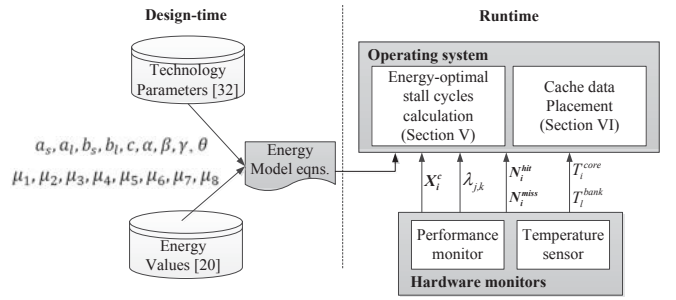 Design-time
Technology
Parameters [32]
a_s, a_l, b_s, b_l, c, α, β, γ, θ
μ_1, μ_2, μ_3, μ_4, μ_5, μ_6, μ_7, μ_8
Energy
Values [20]
Energy
Model eqns.
Runtime
Operating system
Energy-optimal
stall cycles
calculation
(Section V)
Cache data
Placement
(Section VI)
X_i^c
λ_{j,k}
N_i^{hit}
N_i^{miss}
T_i^{core}
T_l^{bank}
Performance
monitor
Temperature
sensor
Hardware monitors